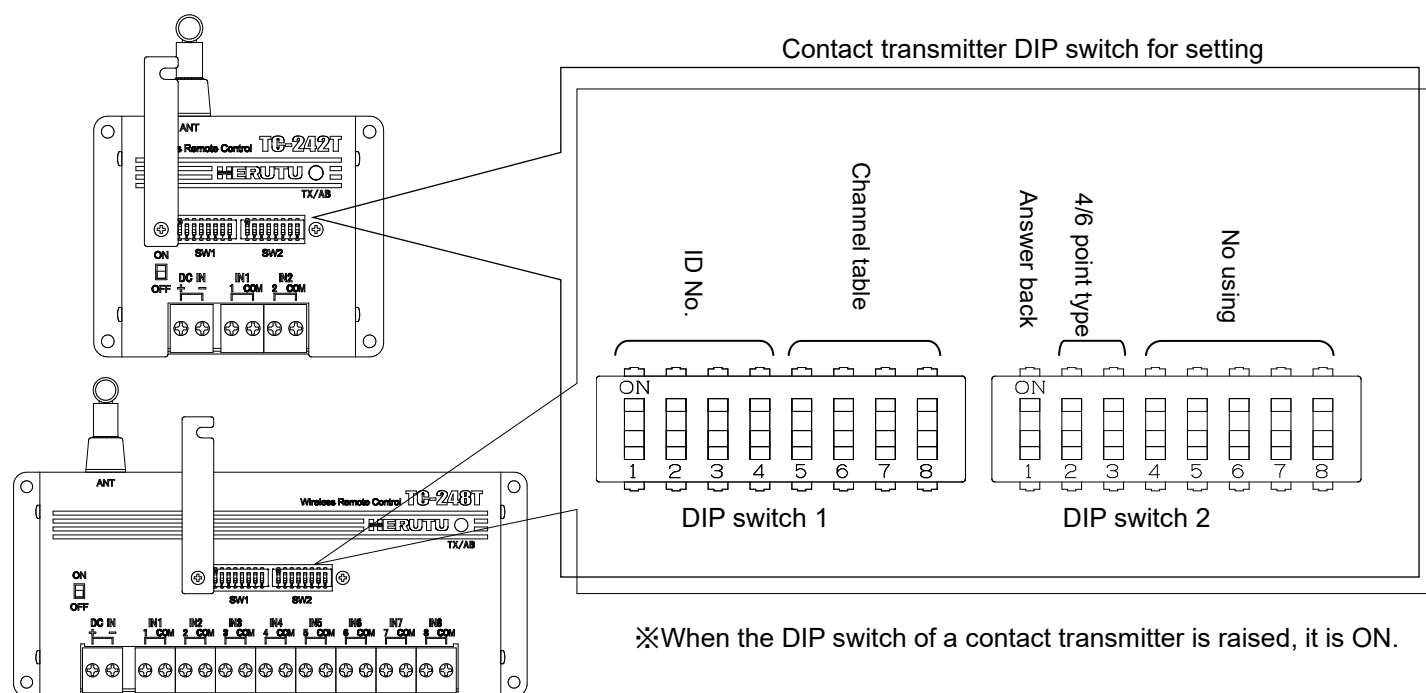 Contact transmitter DIP switch for setting
ANT
s Remote Control TC-242T
HERUTU
TX/AB
SW1 SW2
ON
OFF
DC IN
+ -
IN1
1 COM
IN2
2 COM
ID No.
Channel table
Answer back
4/6 point type
No using
ON
1 2 3 4 5 6 7 8
DIP switch 1
ON
1 2 3 4 5 6 7 8
DIP switch 2
ANT
Wireless Remote Control TC-248T
HERUTU
TX/AB
SW1 SW2
ON
OFF
DC IN
+ -
IN1 IN2 IN3 IN4 IN5 IN6 IN7 IN8
1 COM 2 COM 3 COM 4 COM 5 COM 6 COM 7 COM 8 COM
※When the DIP switch of a contact transmitter is raised, it is ON.